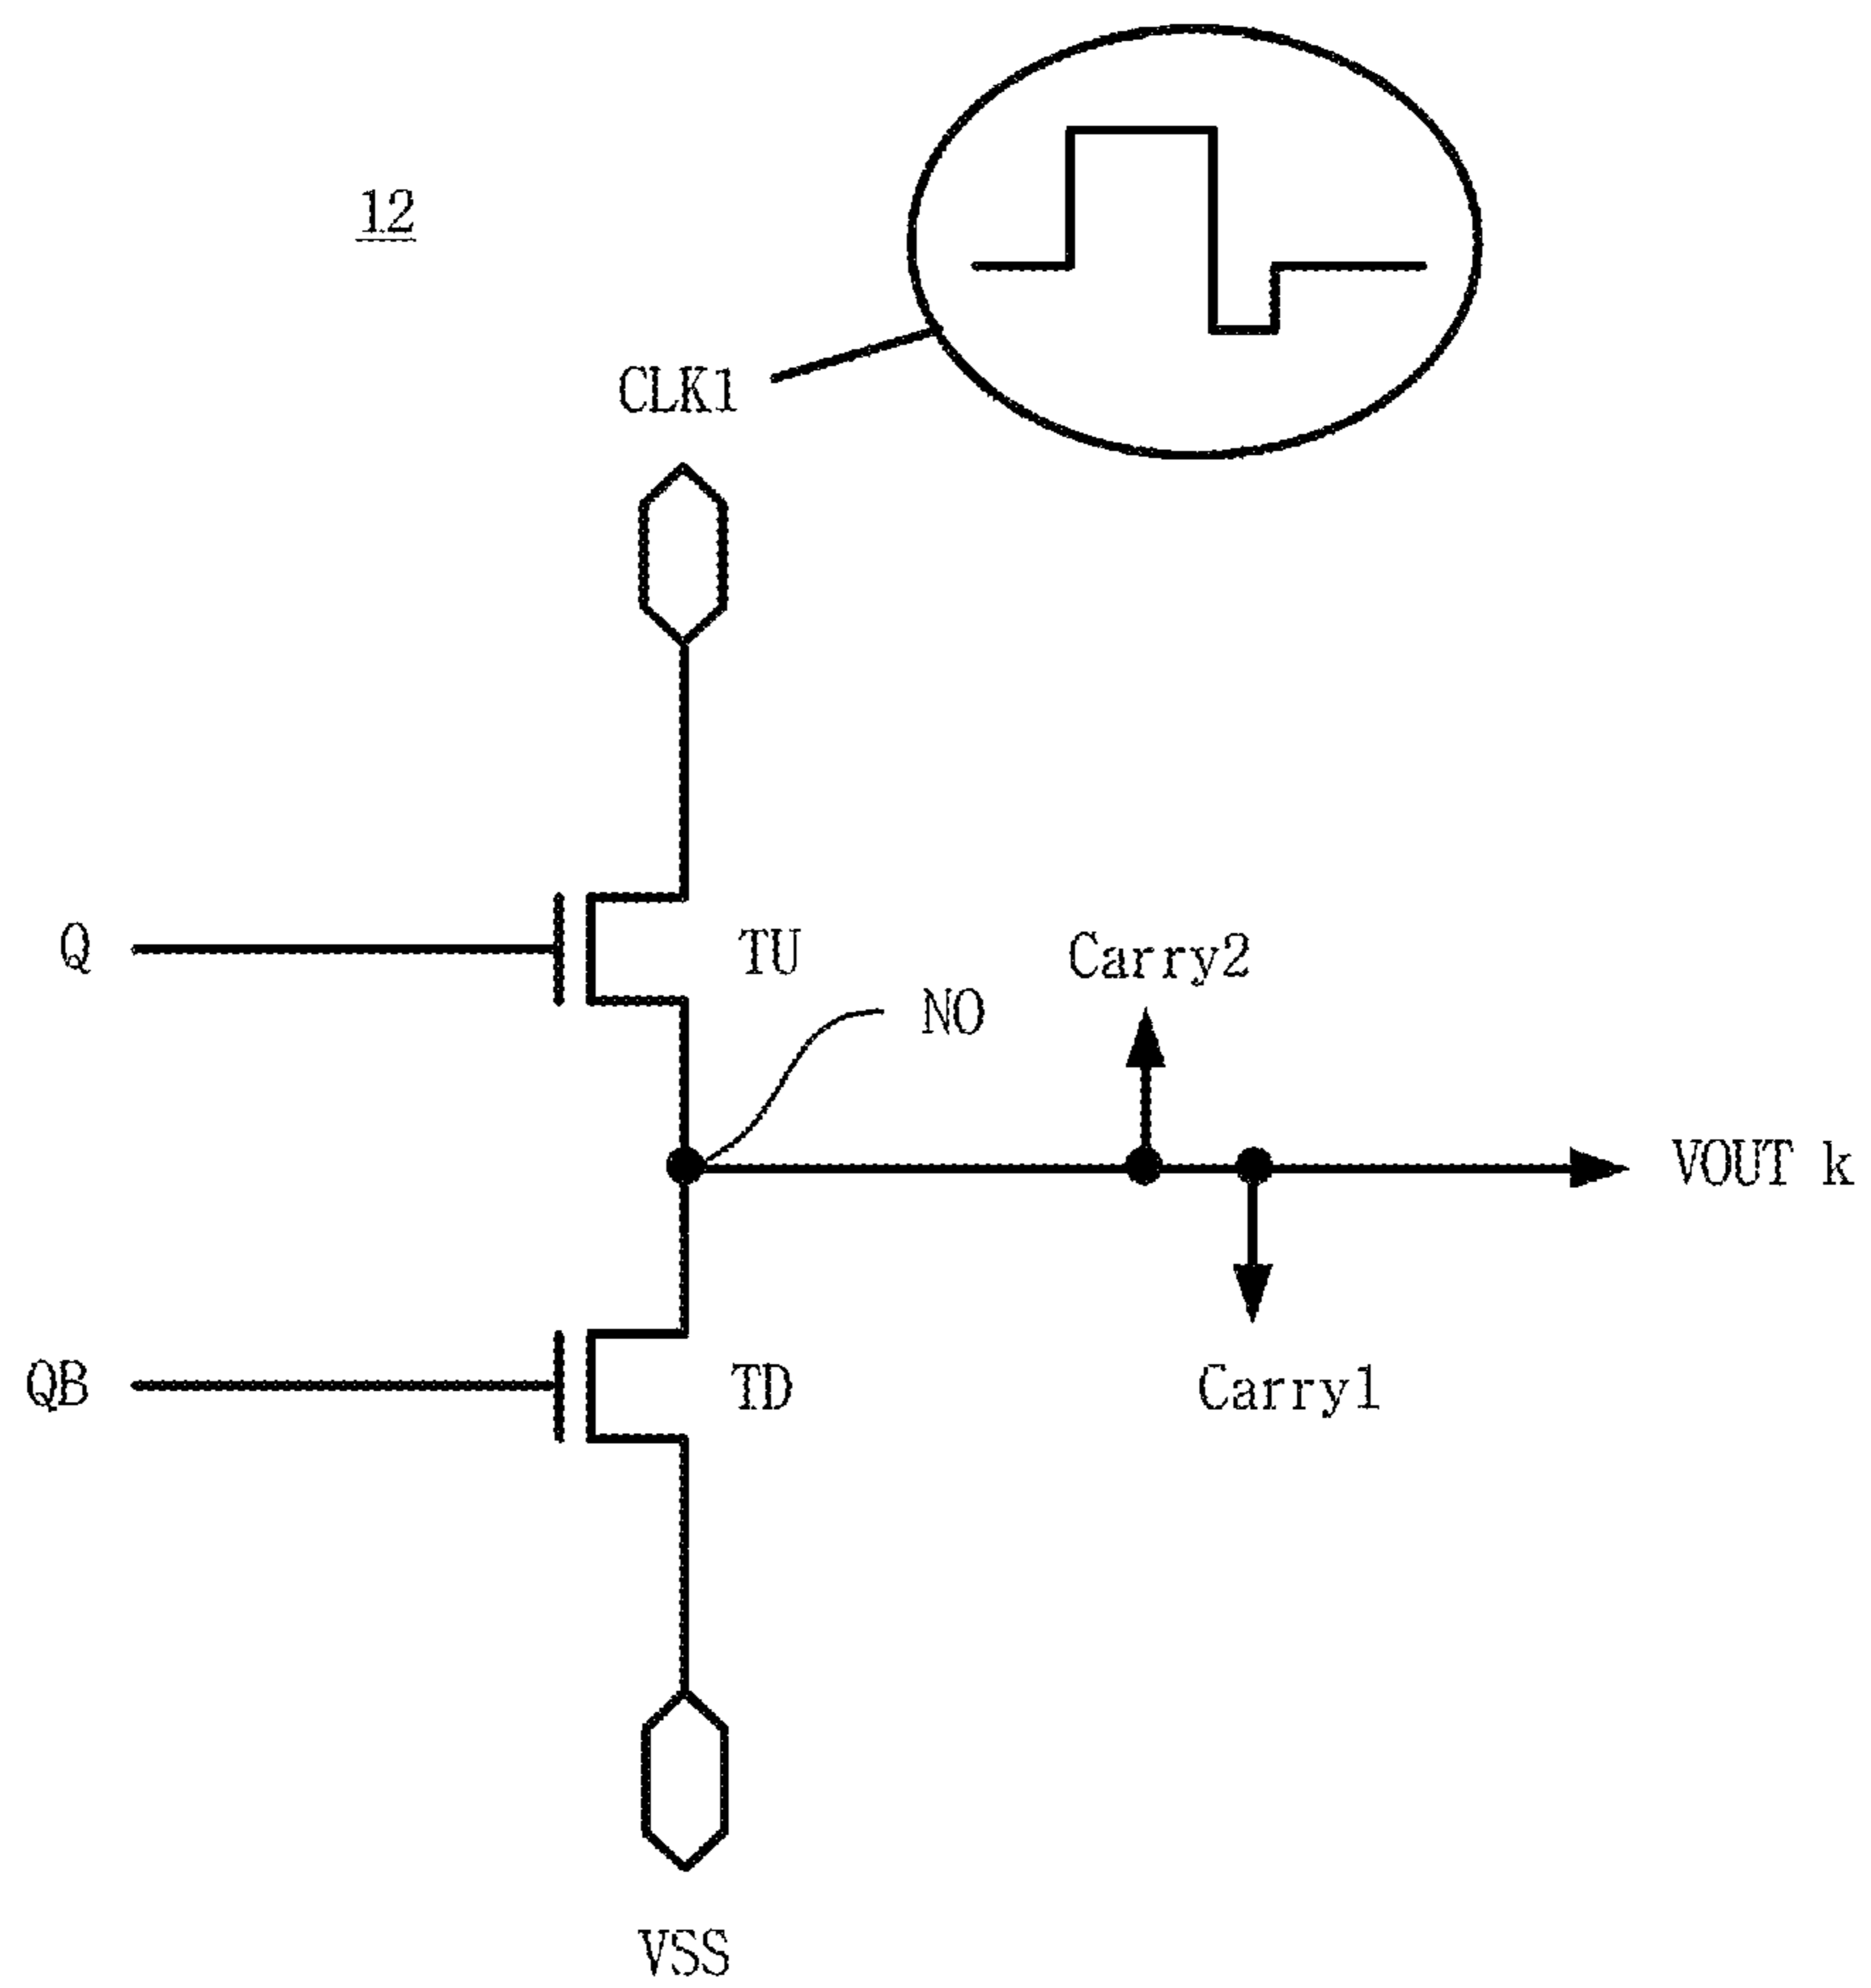 12
CLK1
Q
TU
Carry2
NO
VOUT k
QB
TD
Carry1
VSS